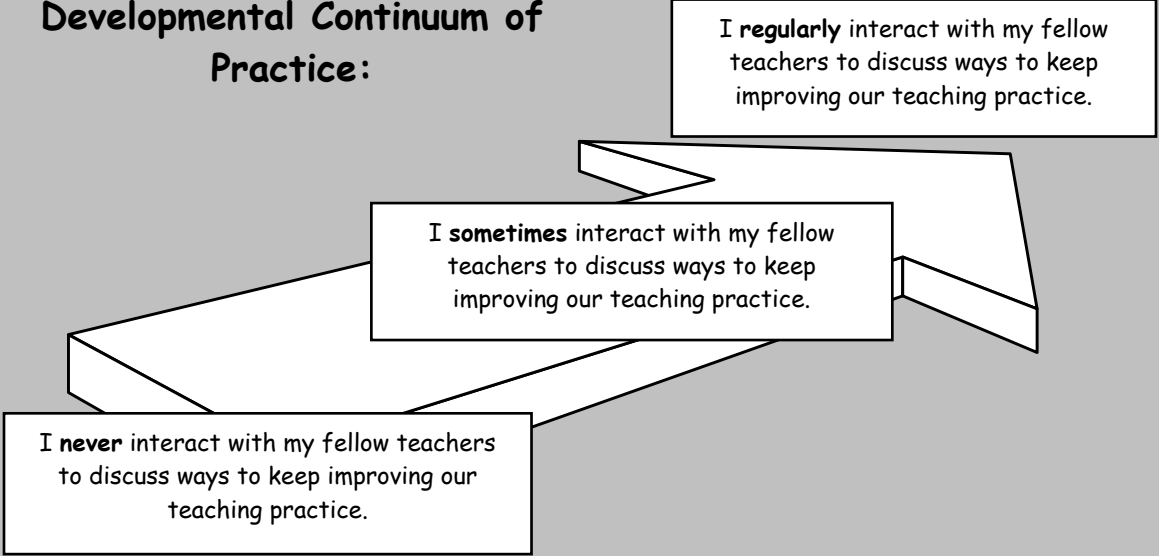 Developmental Continuum of
Practice:
I regularly interact with my fellow
teachers to discuss ways to keep
improving our teaching practice.
I sometimes interact with my fellow
teachers to discuss ways to keep
improving our teaching practice.
I never interact with my fellow teachers
to discuss ways to keep improving our
teaching practice.